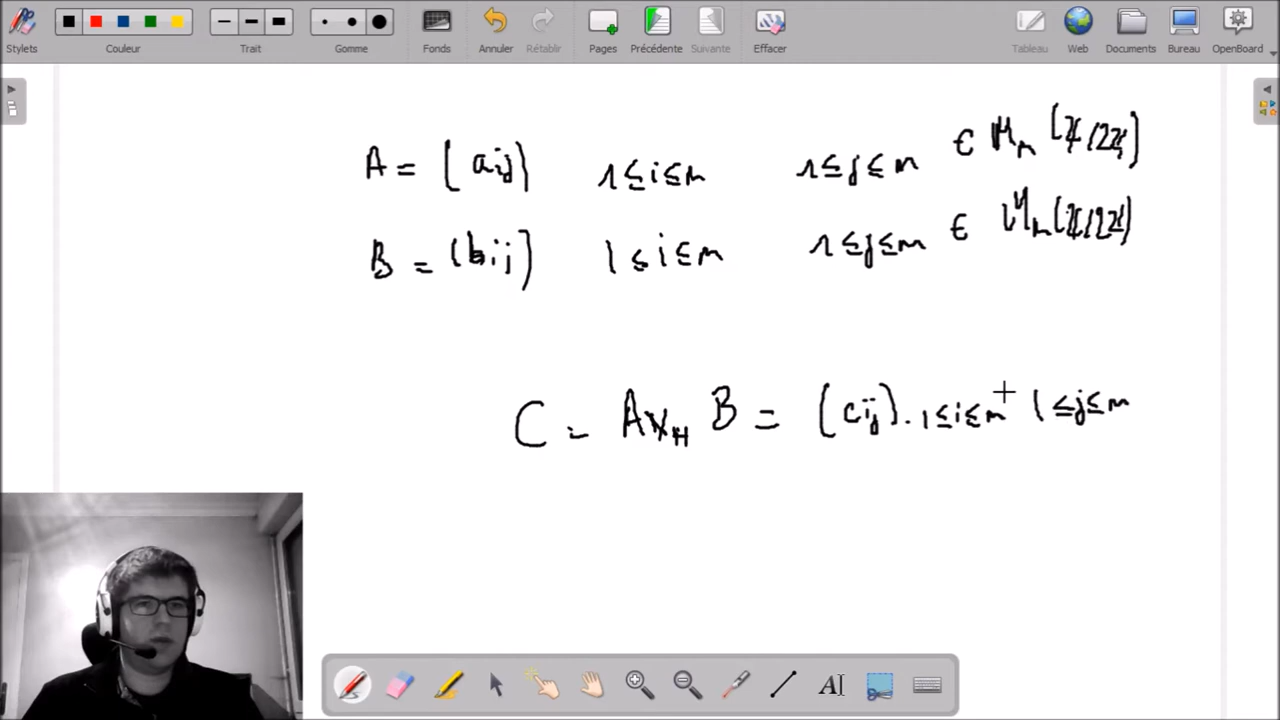 Stylets Couleur Trait Gomme Fonds Annuler Rétablir Pages Précédente Suivante Effacer Tableau Web Documents Bureau OpenBoard
A = (aij) 1≤i≤n 1≤j≤n ∈ Mn (ℤ/2ℤ)
B = (bij) 1≤i≤n 1≤j≤n ∈ Mn(ℤ/2ℤ)
C = A×H B = (cij). 1≤i≤n 1≤j≤n
AI